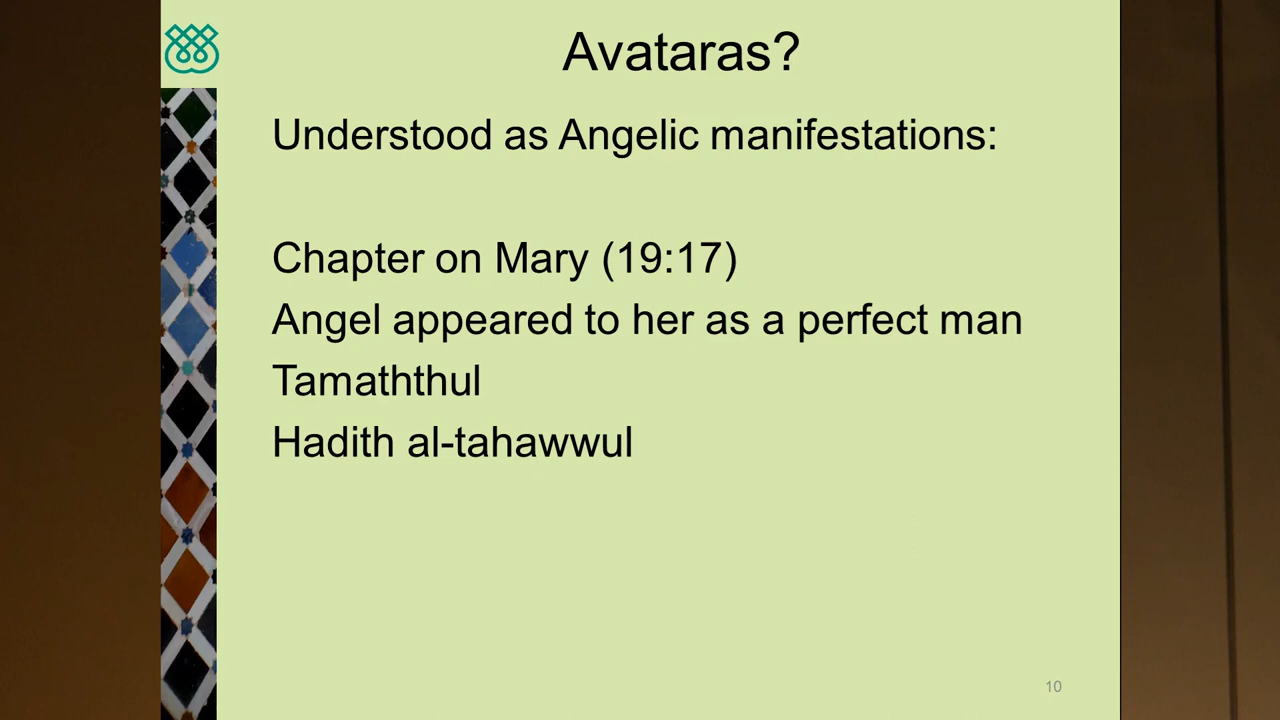 Avataras?
Understood as Angelic manifestations:
Chapter on Mary (19:17)
Angel appeared to her as a perfect man
Tamaththul
Hadith al-tahawwul
10